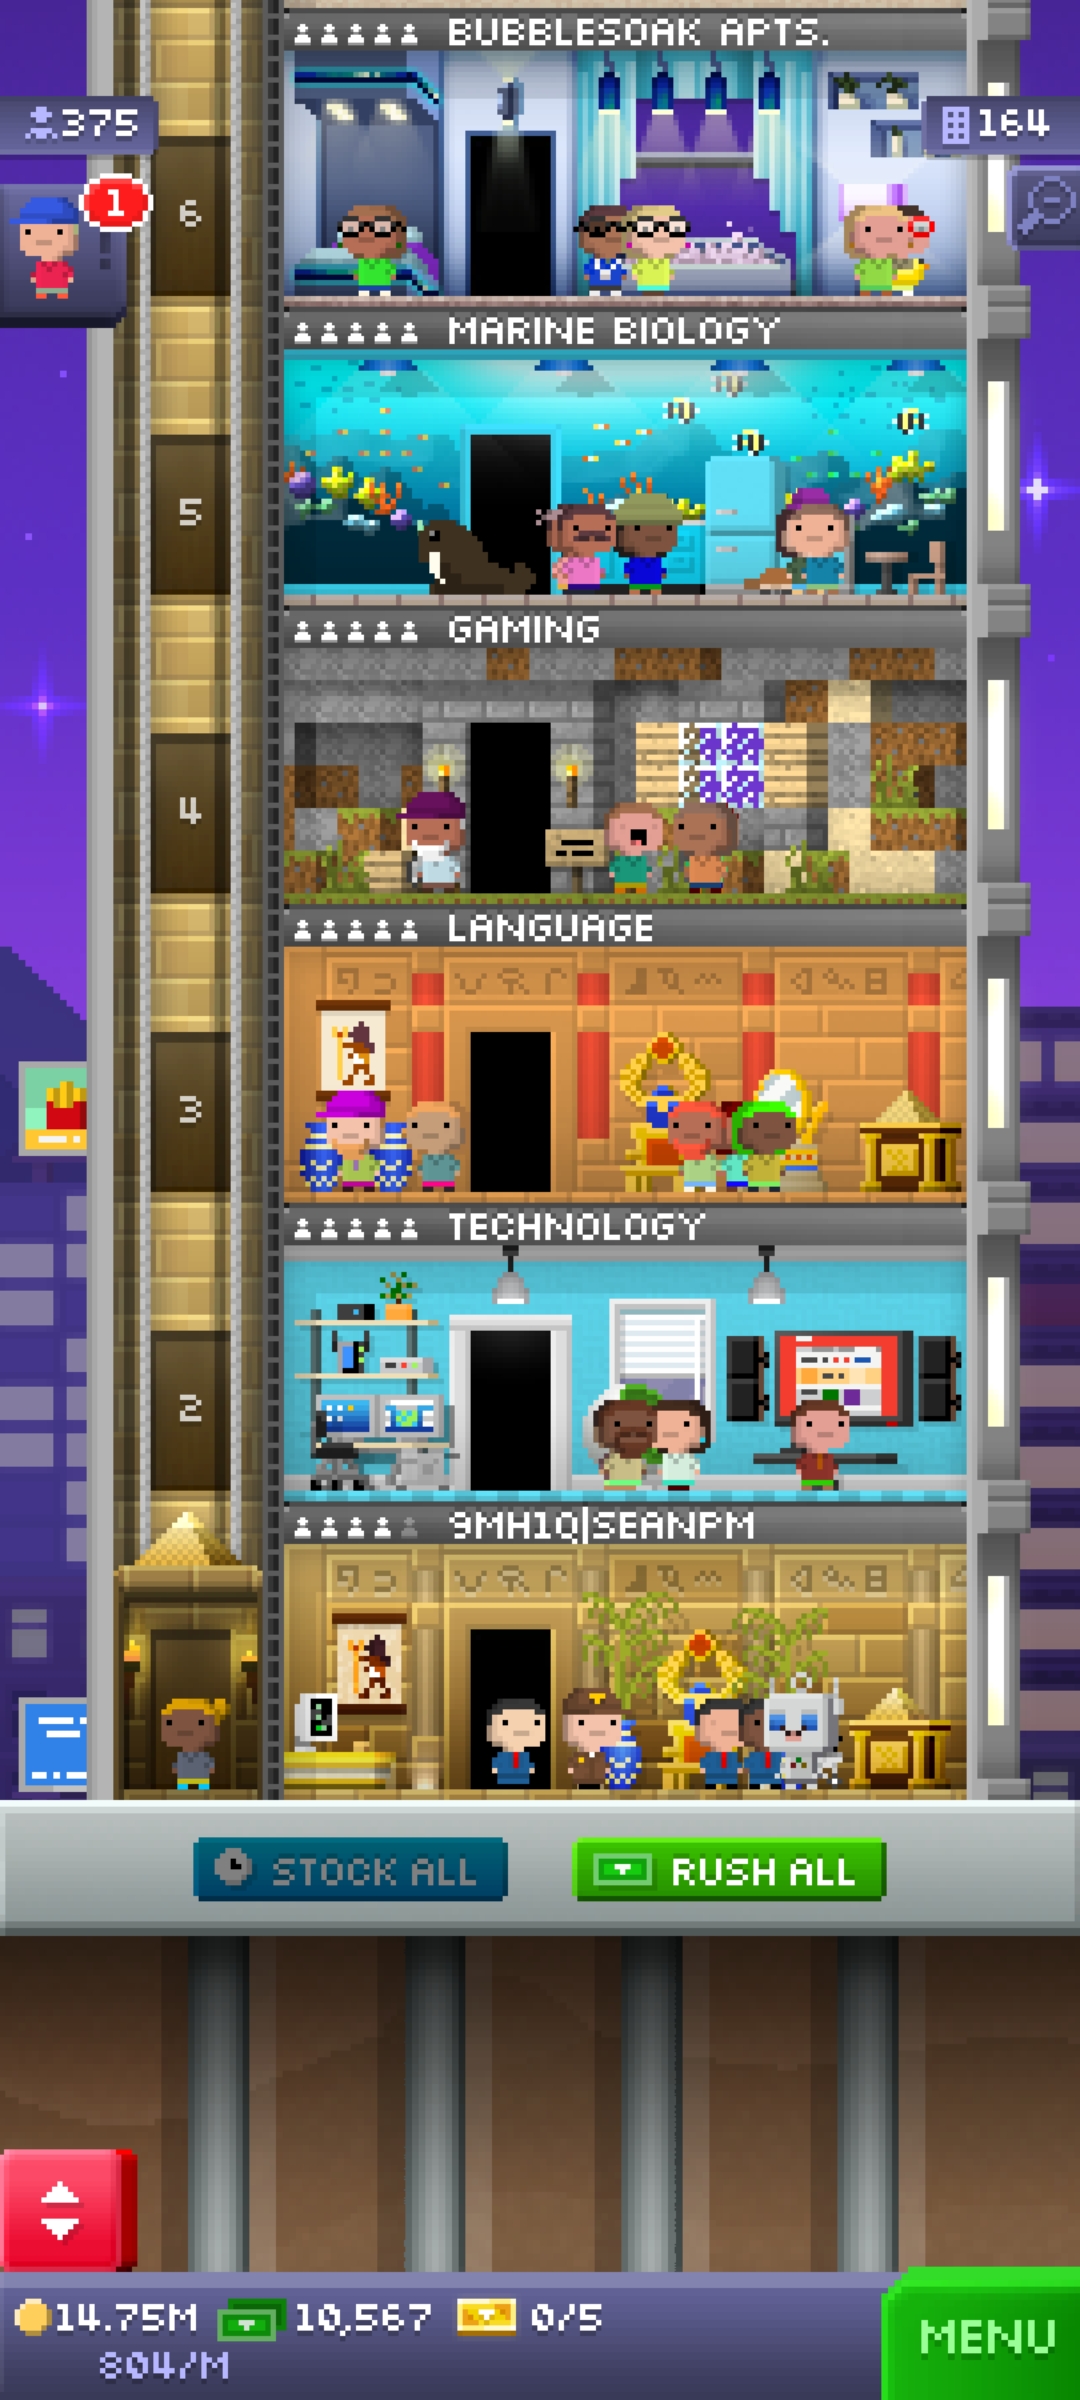 BUBBLESOAK APTS.
375
164
1
6
MARINE BIOLOGY
5
GAMING
4
LANGUAGE
3
TECHNOLOGY
2
9MH1Q|SEANPM
STOCK ALL
RUSH ALL
14.75M
10,567
0/5
804/M
MENU